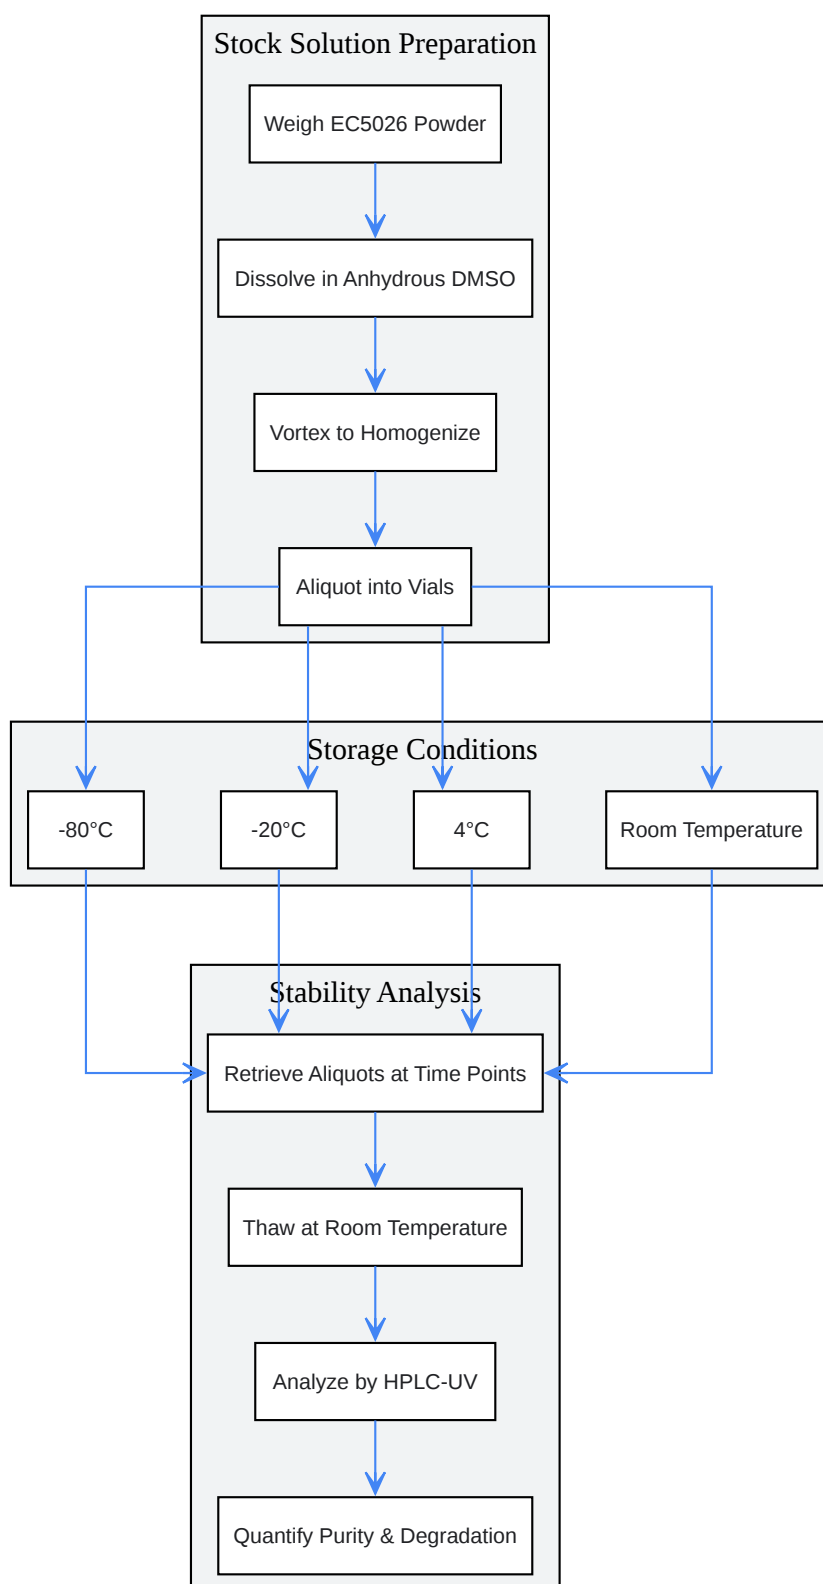 Stock Solution Preparation
Weigh EC5026 Powder
Dissolve in Anhydrous DMSO
Vortex to Homogenize
Aliquot into Vials
Storage Conditions
-80°C
-20°C
4°C
Room Temperature
Stability Analysis
Retrieve Aliquots at Time Points
Thaw at Room Temperature
Analyze by HPLC-UV
Quantify Purity & Degradation